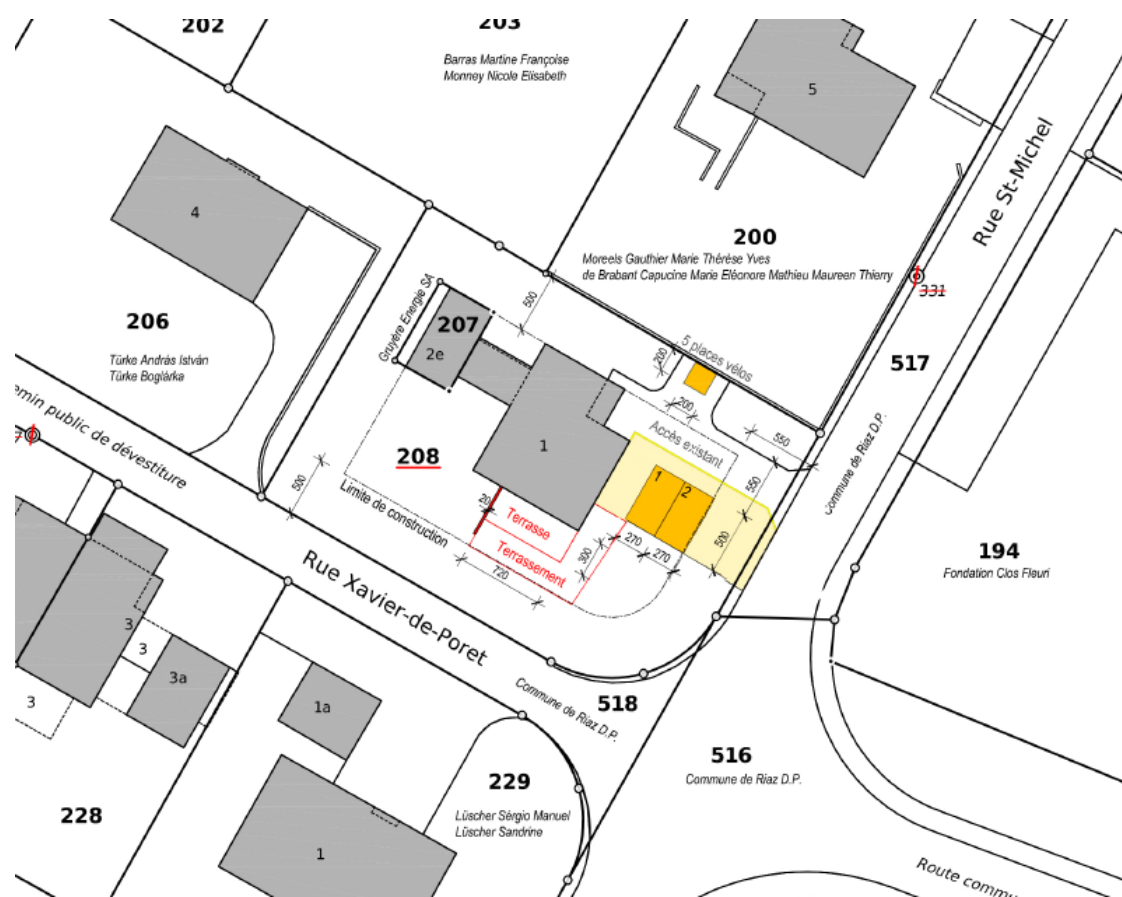 202
203
Barras Martine Françoise
Monney Nicole Elisabeth
5
Rue St-Michel
4
200
Moreels Gauthier Marie Thérèse Yves
de Brabant Capucine Marie Eléonore Mathieu Maureen Thierry
331
Gruyère Energie SA
500
207
2e
206
Türke András István
Türke Boglárka
5 places vélos
200
517
200
550
Accès existant
Commune de Riaz D.P.
emin public de dévestiture
208
1
500
Limite de construction
1
2
550
20
Terrasse
Terrassement
300
270
270
500
720
194
Fondation Clos Fleuri
Rue Xavier-de-Poret
3
3
3a
3
1a
Commune de Riaz D.P.
518
516
Commune de Riaz D.P.
229
Lüscher Sérgio Manuel
Lüscher Sandrine
228
1
Route commu